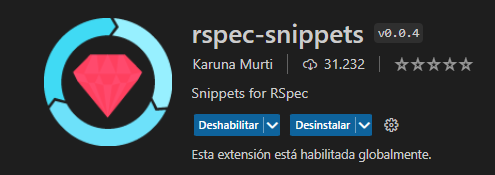 rspec-snippets v0.0.4
Karuna Murti 31.232
Snippets for RSpec
Deshabilitar Desinstalar
Esta extensión está habilitada globalmente.